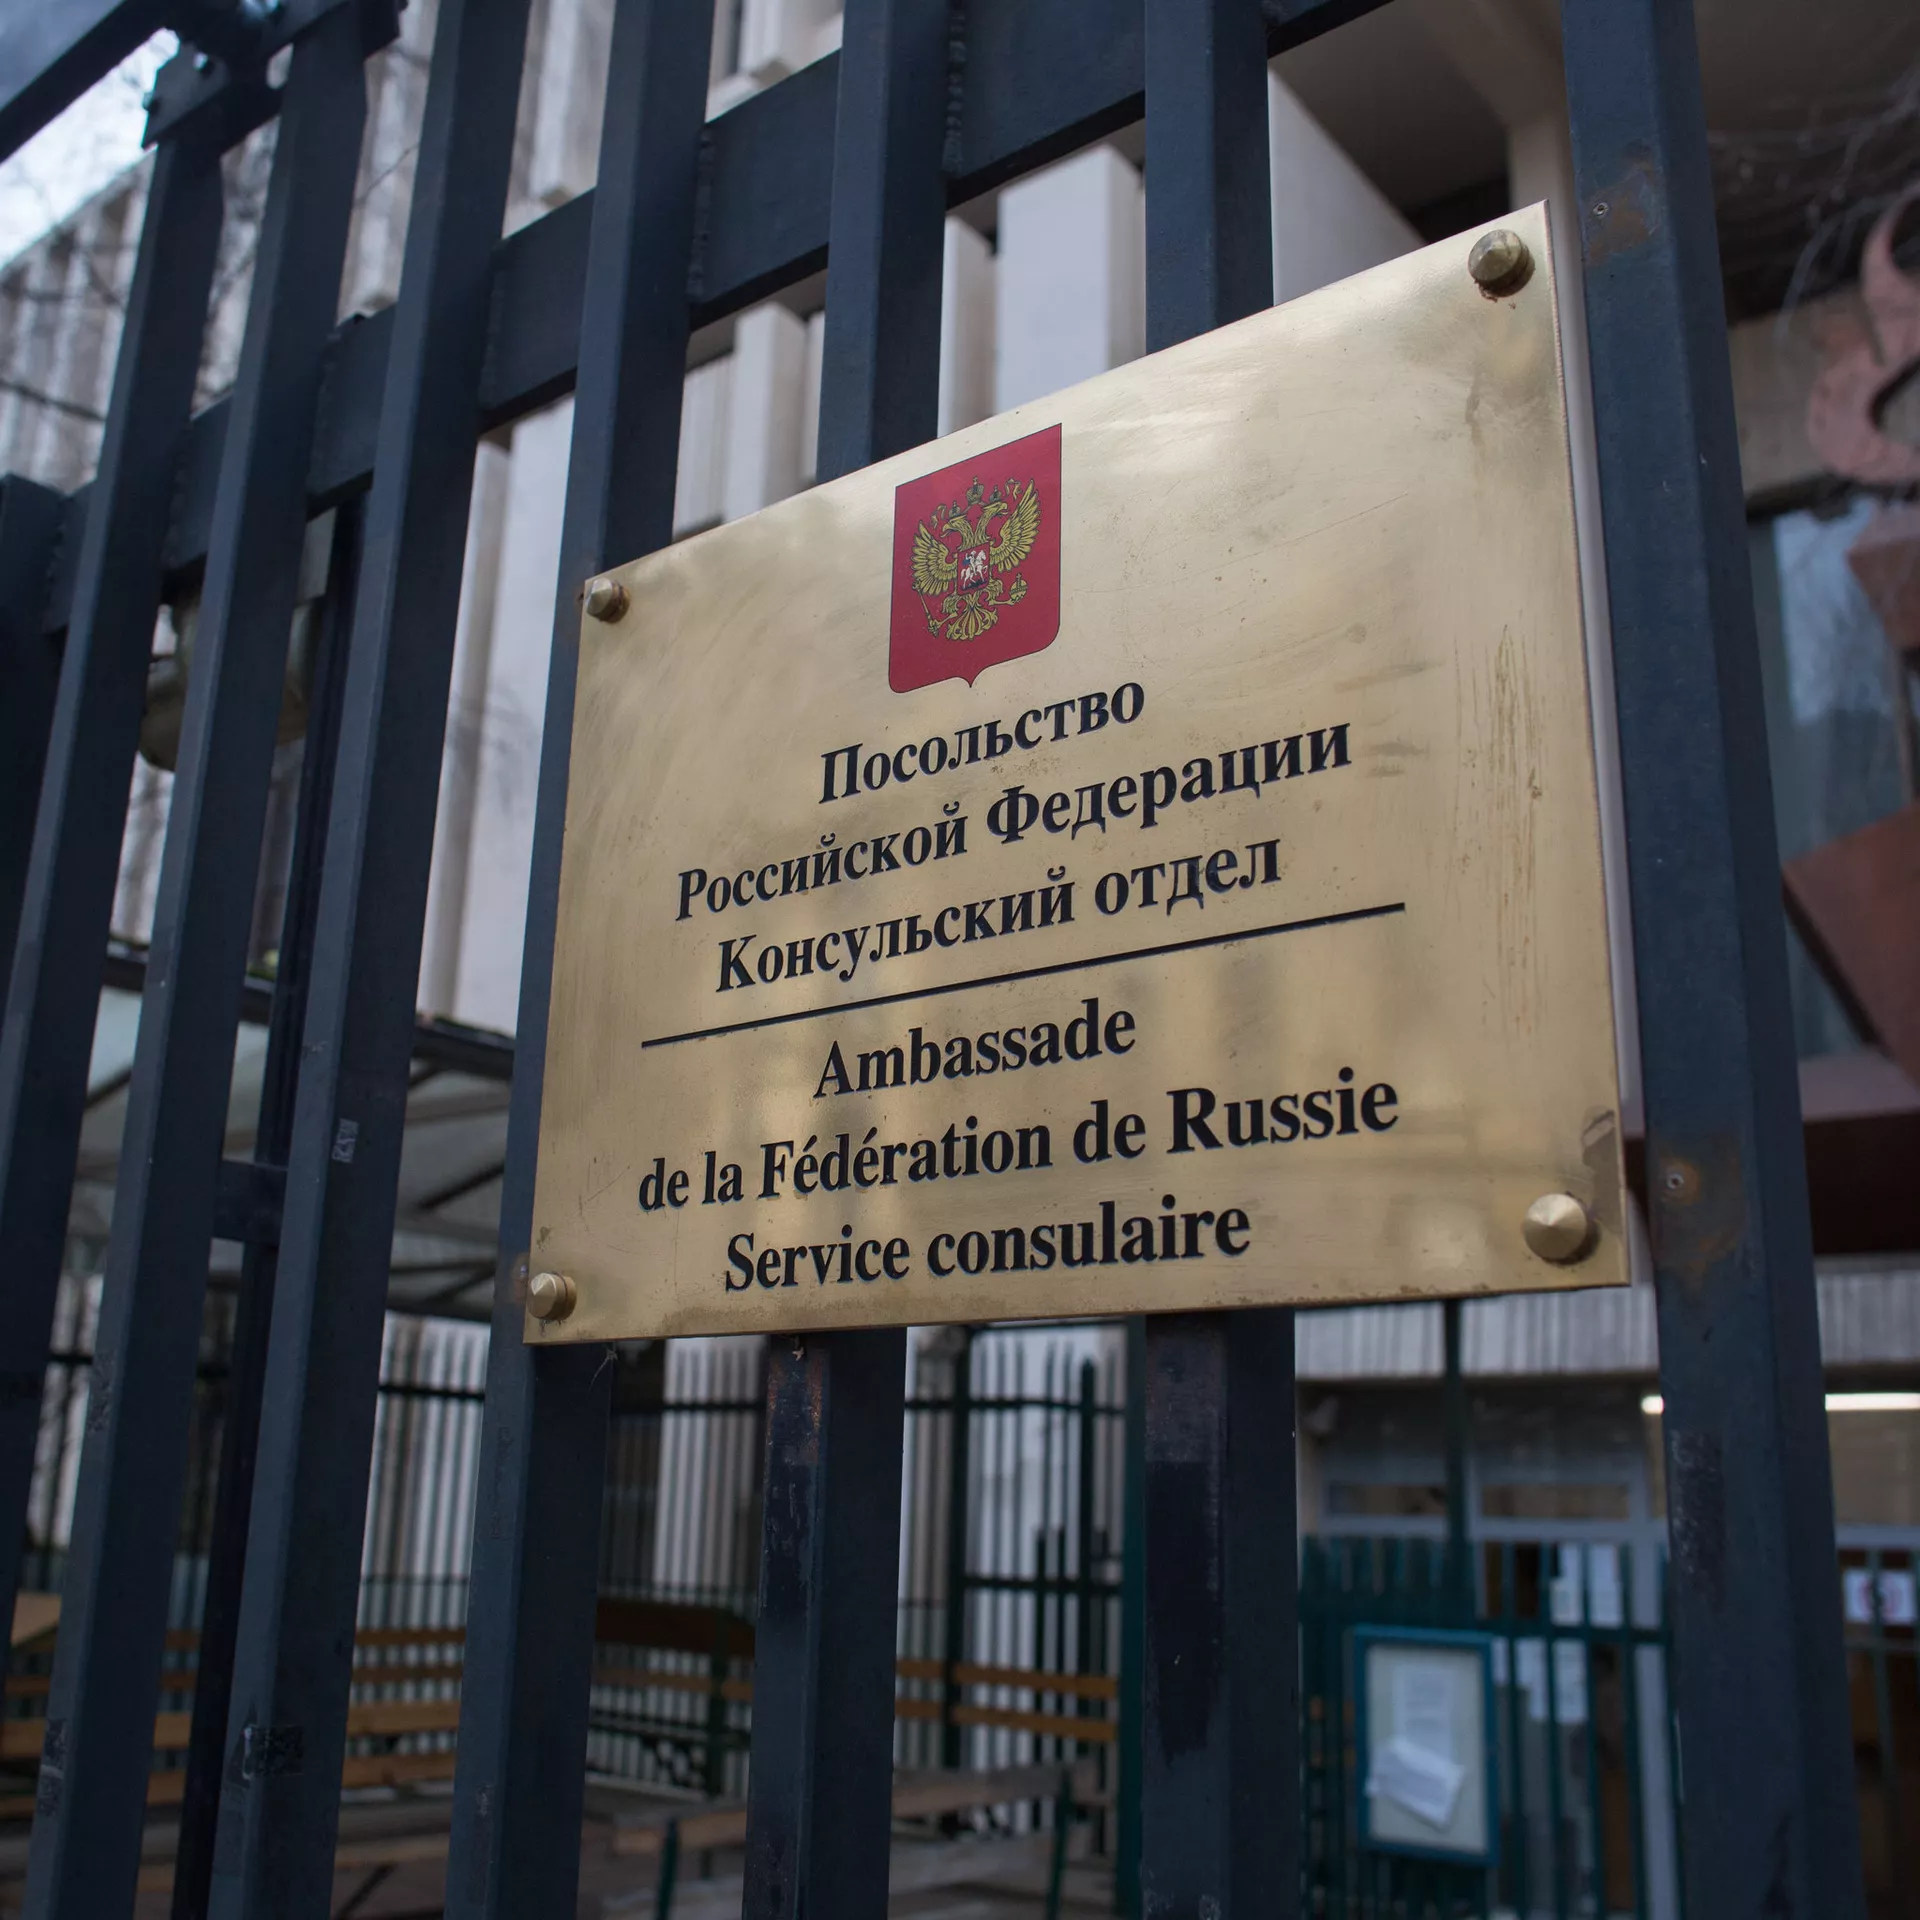 Посольство
Российской Федерации
Консульский отдел
Ambassade
de la Fédération de Russie
Service consulaire